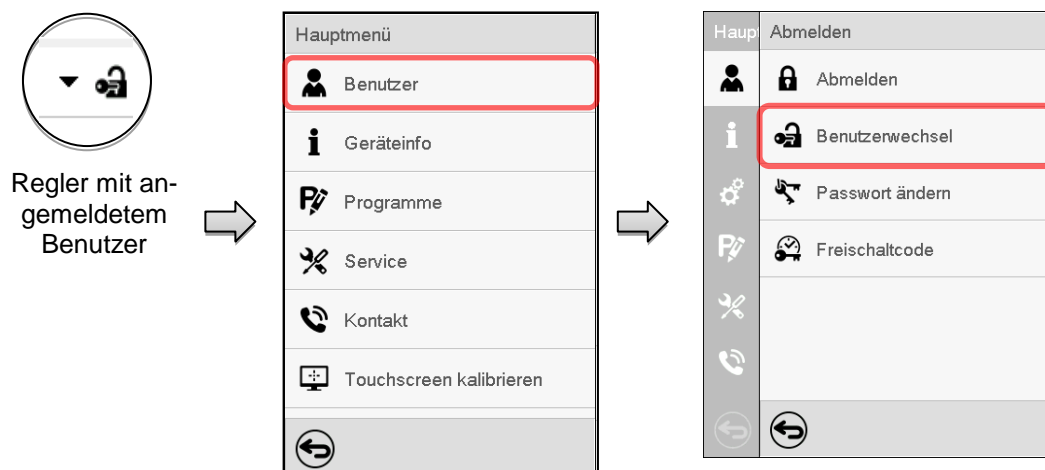 Regler mit an-
gemeldetem
Benutzer
Hauptmenü
Benutzer
Geräteinfo
Programme
Service
Kontakt
Touchscreen kalibrieren
Haup
Abmelden
Abmelden
Benutzerwechsel
Passwort ändern
Freischaltcode